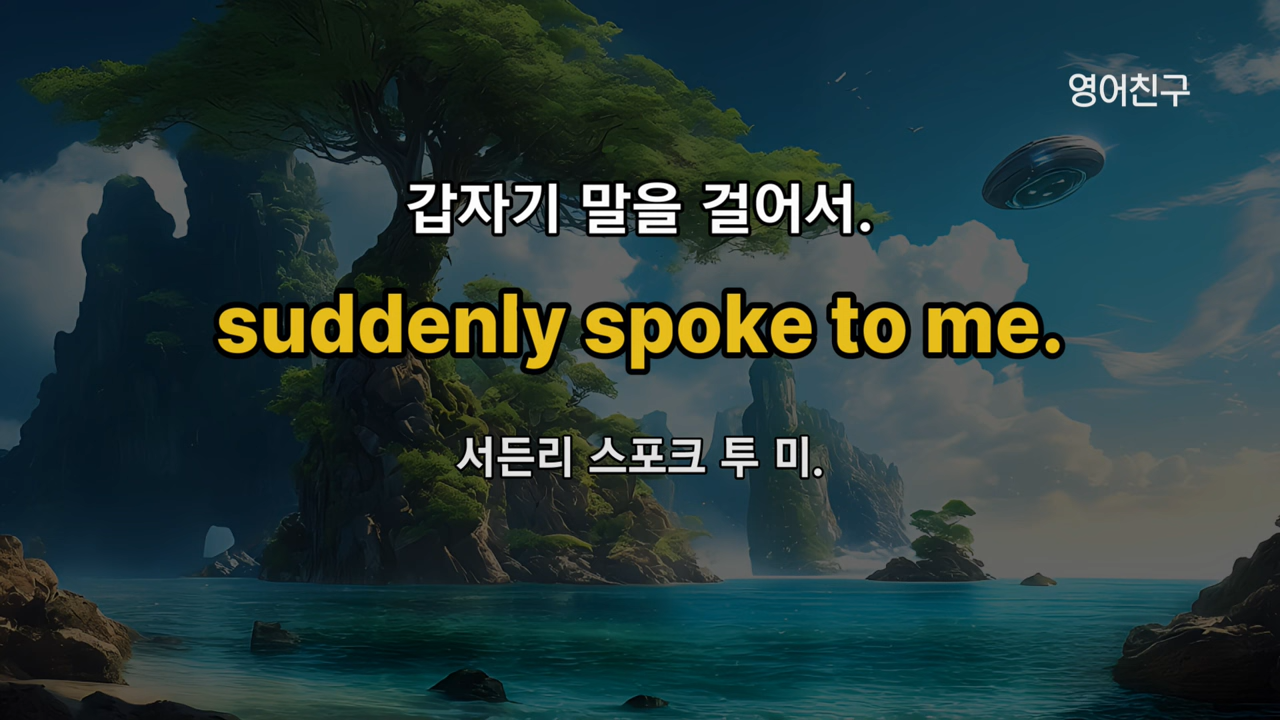 영어친구
갑자기 말을 걸어서.
suddenly spoke to me.
서든리 스포크 투 미.